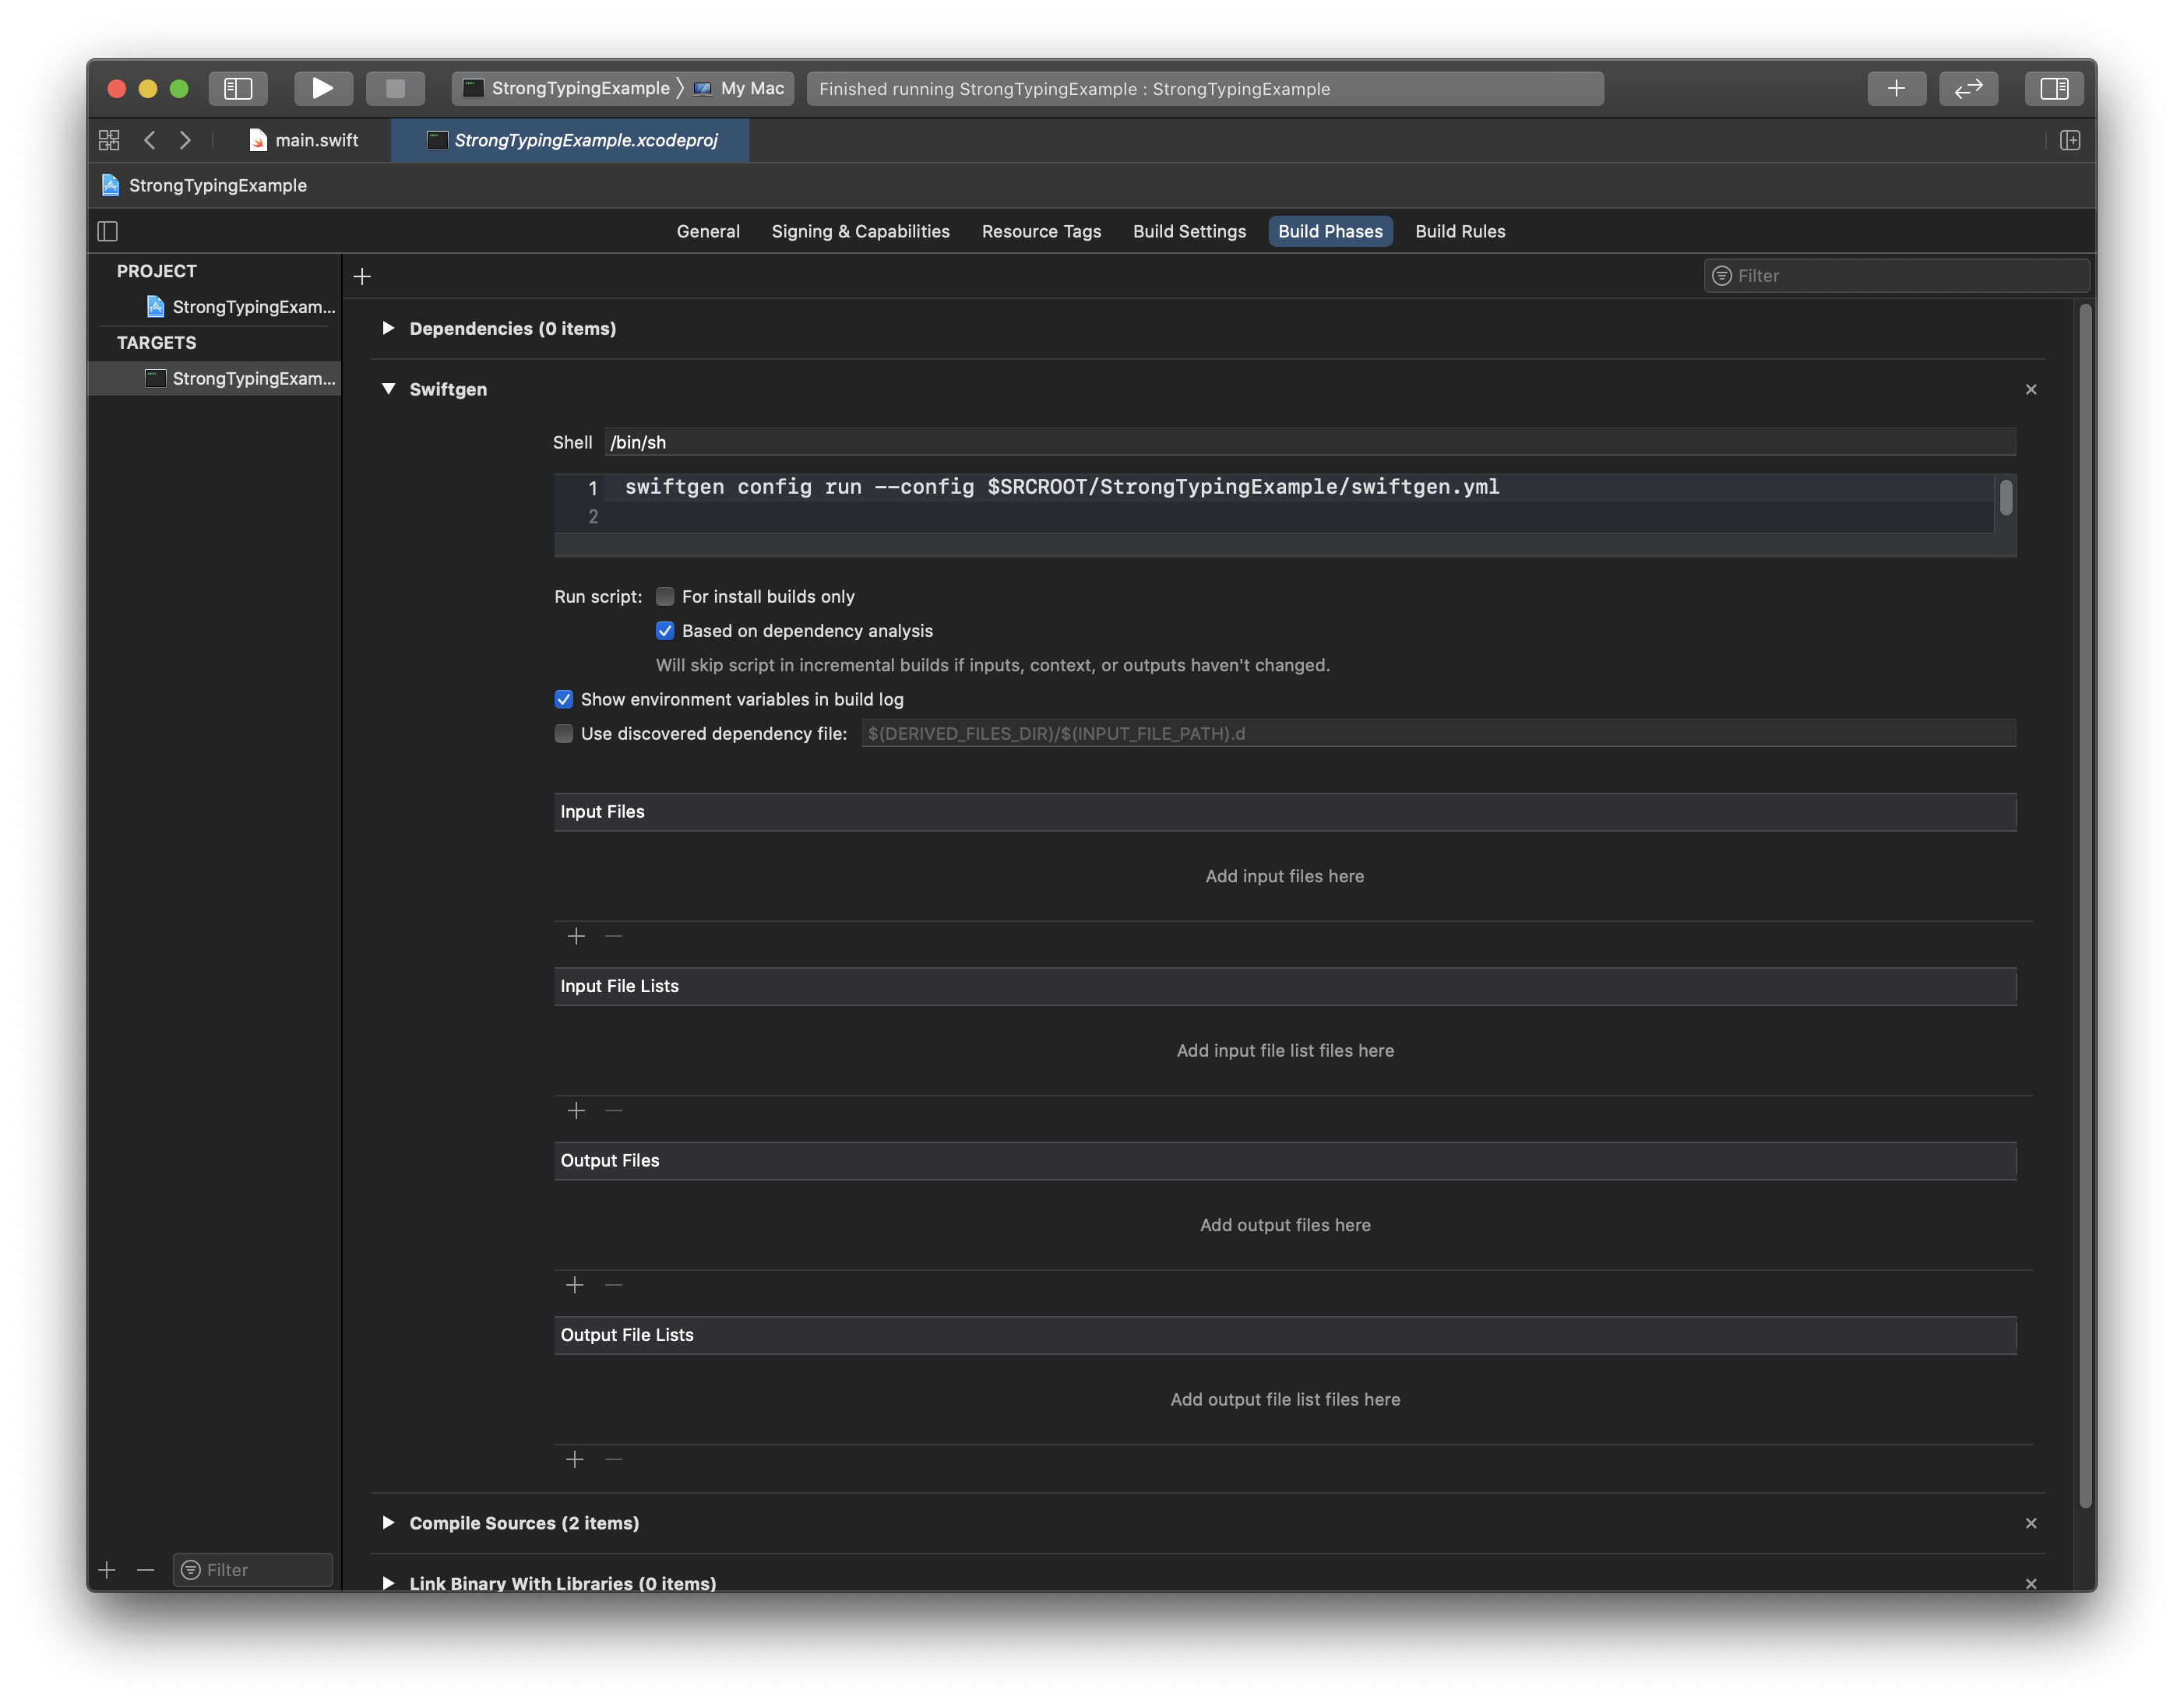 StrongTypingExample 〉 My Mac
Finished running StrongTypingExample : StrongTypingExample
main.swift
StrongTypingExample.xcodeproj
StrongTypingExample
General
Signing & Capabilities
Resource Tags
Build Settings
Build Phases
Build Rules
PROJECT
StrongTypingExam...
TARGETS
StrongTypingExam...
Filter
Dependencies (0 items)
Swiftgen
Shell /bin/sh
1 swiftgen config run --config $SRCROOT/StrongTypingExample/swiftgen.yml
2
Run script: For install builds only
Based on dependency analysis
Will skip script in incremental builds if inputs, context, or outputs haven't changed.
Show environment variables in build log
Use discovered dependency file: $(DERIVED_FILES_DIR)/$(INPUT_FILE_PATH).d
Input Files
Add input files here
Input File Lists
Add input file list files here
Output Files
Add output files here
Output File Lists
Add output file list files here
Compile Sources (2 items)
Link Binary With Libraries (0 items)
Filter